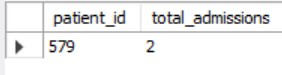 patient_id total_admissions
579 2